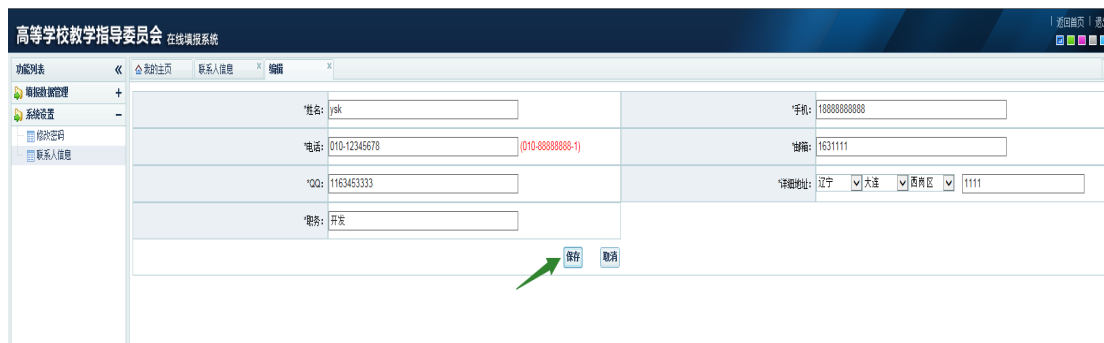 高等学校教学指导委员会 在线填报系统
返回首页
功能列表
我的主页 联系人信息 编辑
填报数据管理
系统设置
修改密码
联系人信息
*姓名: ysk *手机: 18888888888
*电话: 010-12345678 (010-88888888-1) *邮箱: 1631111
*QQ: 1163453333 *详细地址: 辽宁 大连 西岗区 1111
*职务: 开发
保存 取消